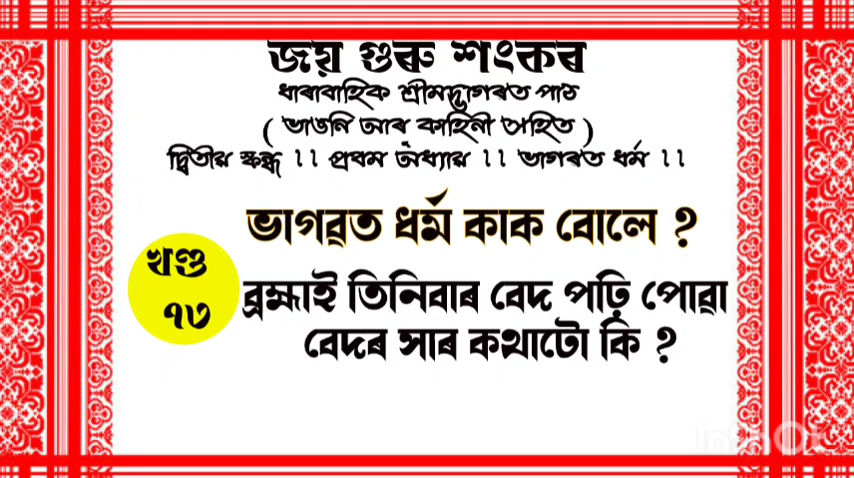 জয় গুৰু শংকৰ
ধাৰাবাহিক শ্ৰীমদ্ভাগৱত পাঠ
( ভাঙনি আৰু কাহিনী সহিত )
দ্বিতীয় স্কন্ধ ।। প্ৰথম অধ্যায় ।। ভাগৱত ধৰ্ম ।।
ভাগৱত ধৰ্ম কাক বোলে ?
খণ্ড
৭৩
ব্ৰহ্মাই তিনিবাৰ বেদ পঢ়ি পোৱা
বেদৰ সাৰ কথাটো কি ?